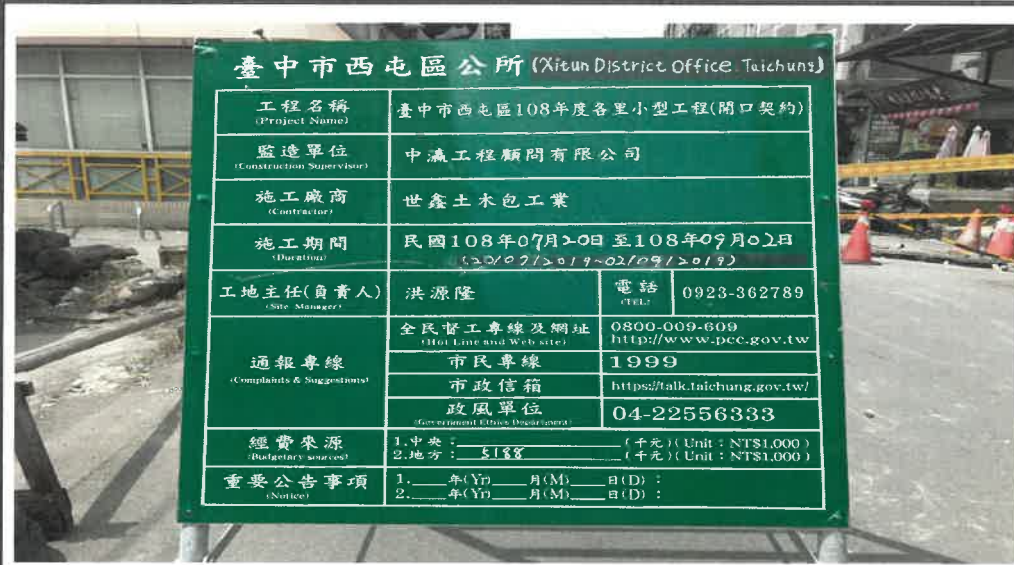 臺中市西屯區公所(Xitun District Office Taichung)
工程名稱 臺中市西屯區108年度各里小型工程(開口契約)
(Project Name)
監造單位 中瀛工程顧問有限公司
(Construction Supervisor)
施工廠商 世鑫土木包工業
(Contractor)
施工期間 民國108年07月20日至108年09月02日
(Duration) (20/07/2019~02/09/2019)
工地主任(負責人) 洪源隆 電話 0923-362789
(Site Manager) (TEL)
全民督工專線及網址 0800-009-609
(Hot Line and Web site) http://www.pcc.gov.tw
通報專線 市民專線 1999
(Complaints & Suggestions) 市政信箱 https://talk.taichung.gov.tw/
政風單位 04-22556333
(Government Ethics Department)
經費來源 1.中央:____(千元)(Unit:NT$1,000)
(Budgetary sources) 2.地方:5188(千元)(Unit:NT$1,000)
重要公告事項 1.____年(Yr)____月(M)____日(D):
(Notice) 2.____年(Yr)____月(M)____日(D):